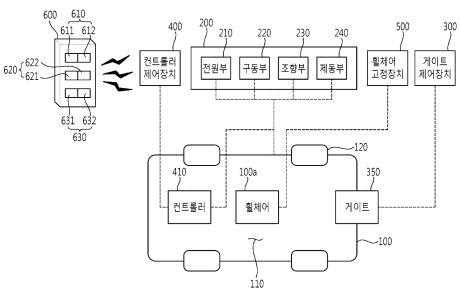 600
610
611
612
620
622
621
631
632
630
400
컨트롤러
제어장치
200
210
220
230
240
전원부
구동부
조향부
제동부
500
휠체어
고정장치
300
게이트
제어장치
120
410
컨트롤러
100a
휠체어
350
게이트
100
110